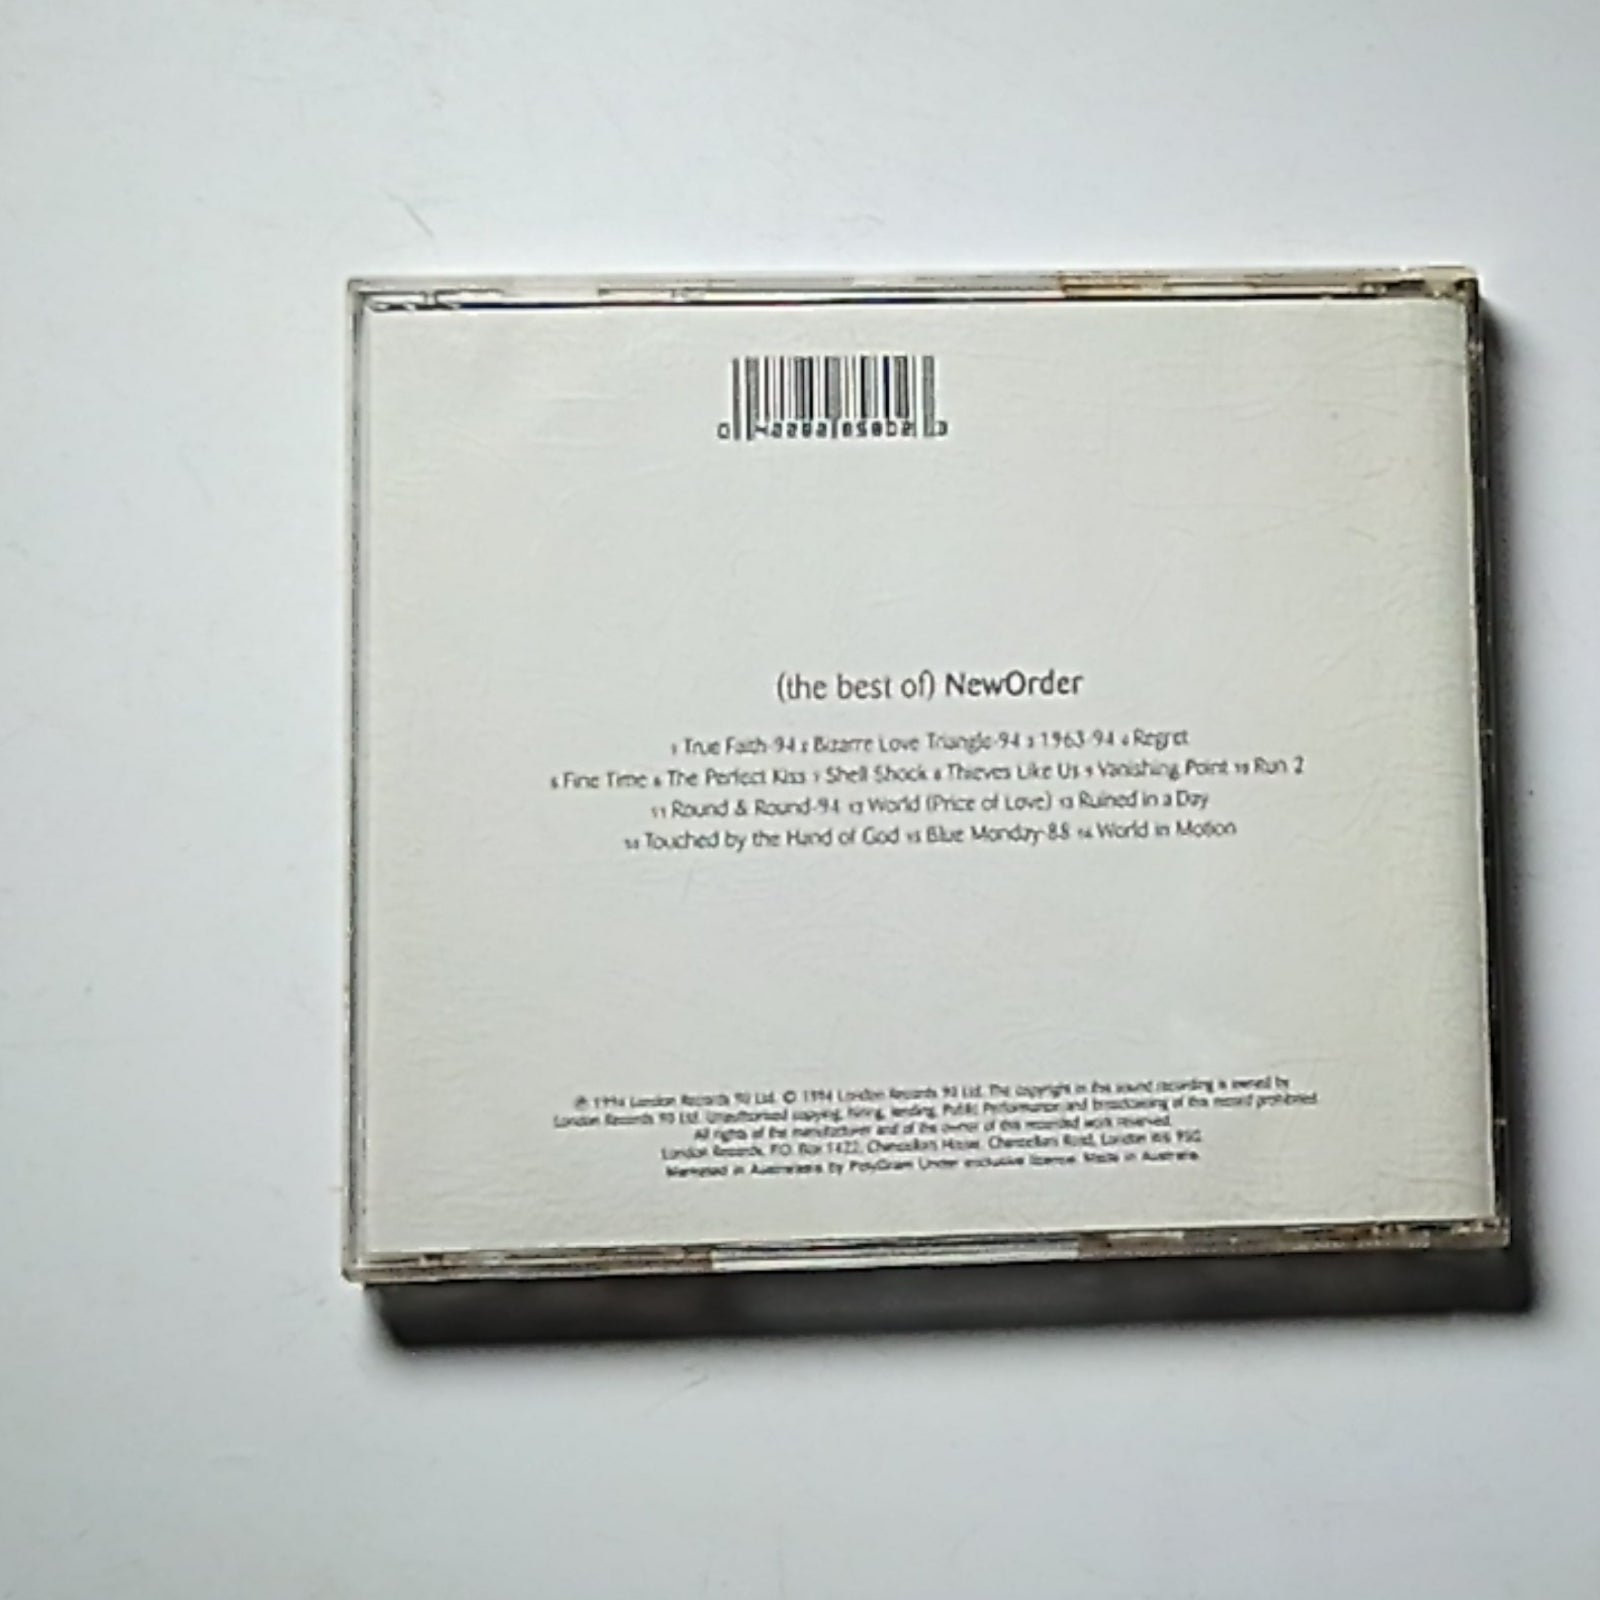 (the best of) NewOrder
1 True Faith-94 2 Bizarre Love Triangle-94 3 1963-94 4 Regret
5 Fine Time 6 The Perfect Kiss 7 Shell Shock 8 Thieves Like Us 9 Vanishing Point 10 Run 2
11 Round & Round-94 12 World (Price of Love) 13 Ruined in a Day
14 Touched by the Hand of God 15 Blue Monday-88 16 World in Motion
℗ 1994 London Records 90 Ltd. © 1994 London Records 90 Ltd. The copyright in this sound recording is owned by
London Records 90 Ltd. Unauthorised copying, hiring, lending, Public Performance and broadcasting of this record prohibited.
All rights of the manufacturer and of the owner of this recorded work reserved.
London Records, P.O. Box 1422, Chancellors House, Chancellors Road, London W6 9SG
Marketed in Australasia by PolyGram Under exclusive licence. Made in Australia.